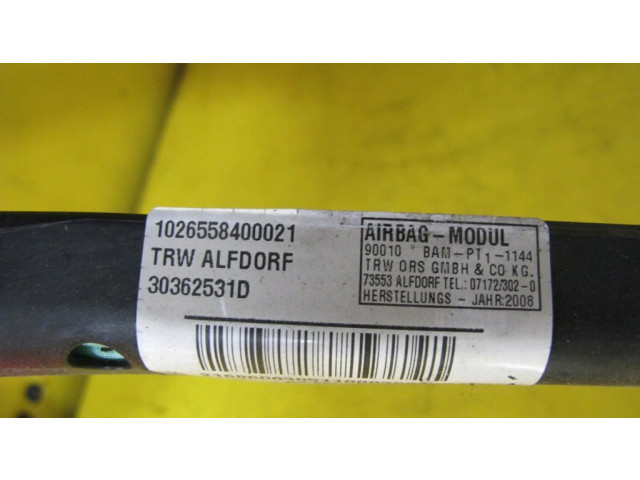 1026558400021
TRW ALFDORF
30362531D
AIRBAG - MODUL
90010 BAM-PT1-1144
TRW ORS GMBH & CO KG.
73553 ALFDORF TEL.: 07172/302-0
HERSTELLUNGS - JAHR:2008